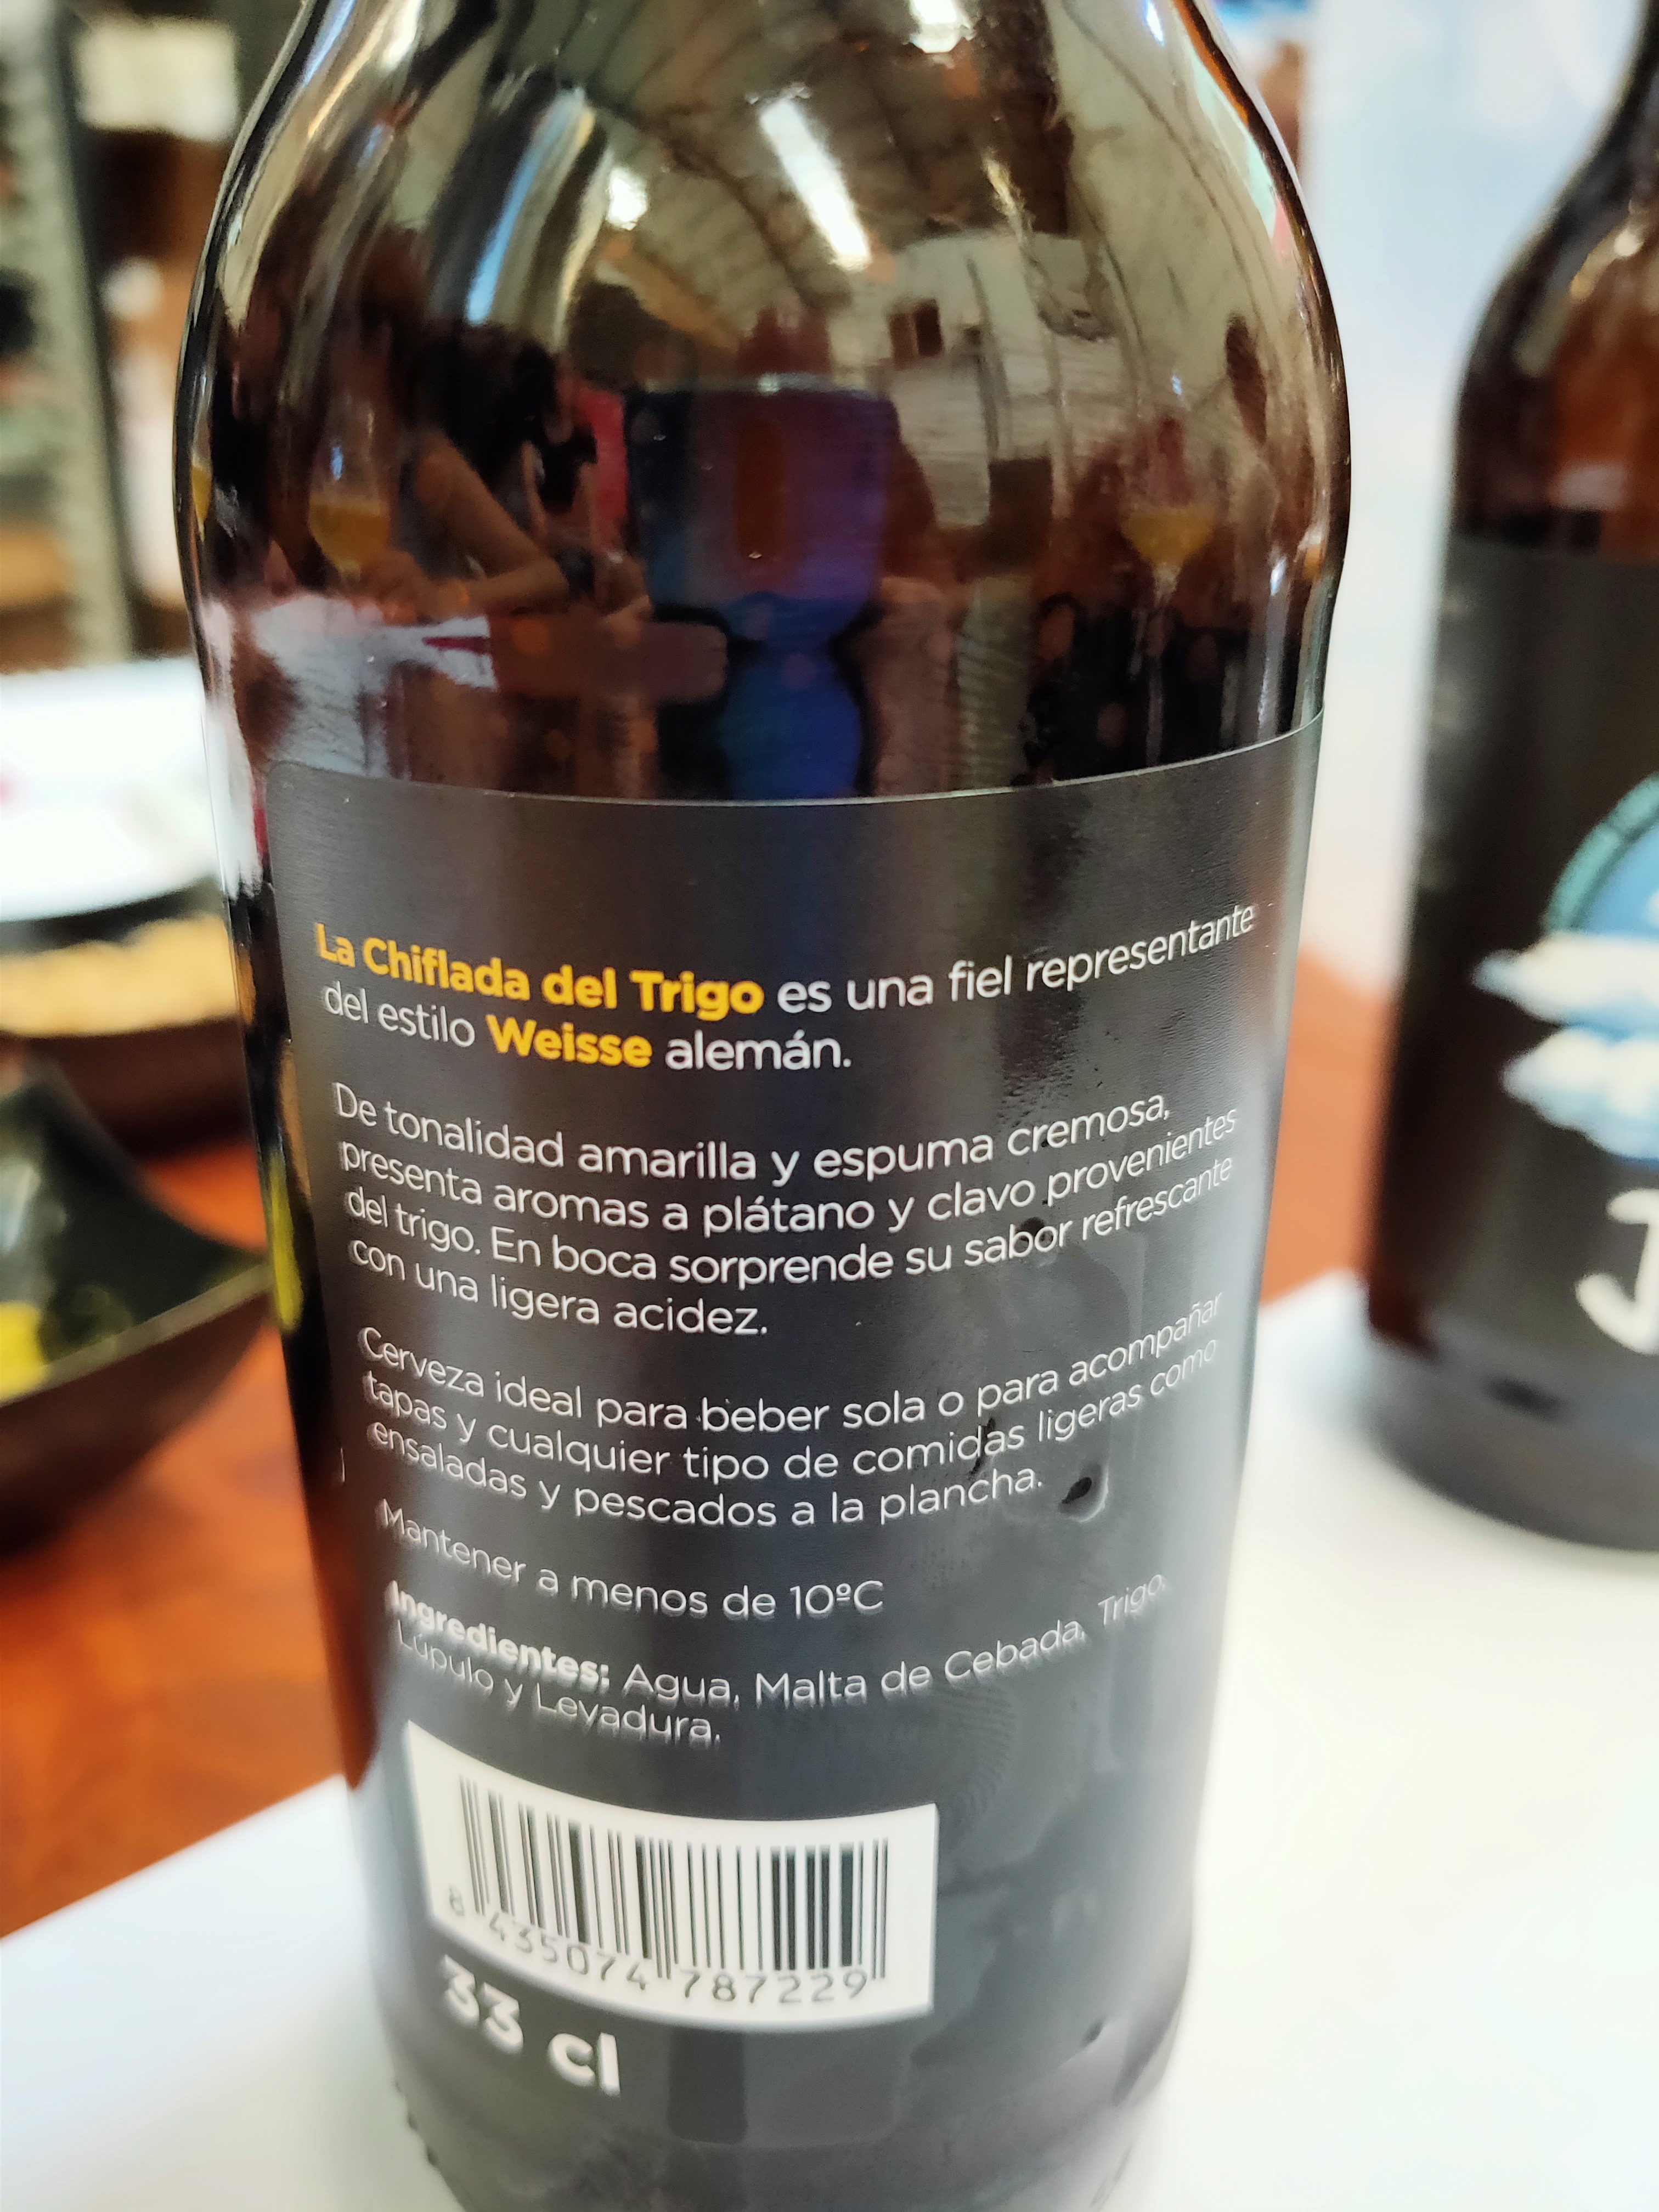 La Chiflada del Trigo es una fiel representante
del estilo Weisse alemán.
De tonalidad amarilla y espuma cremosa,
presenta aromas a plátano y clavo provenientes
del trigo. En boca sorprende su sabor refrescante
con una ligera acidez.
Cerveza ideal para beber sola o para acompañar
tapas y cualquier tipo de comidas ligeras como
ensaladas y pescados a la plancha.
Mantener a menos de 10ºC
Ingredientes: Agua, Malta de Cebada, Trigo,
Lúpulo y Levadura.
8 435074 787229
33 cl